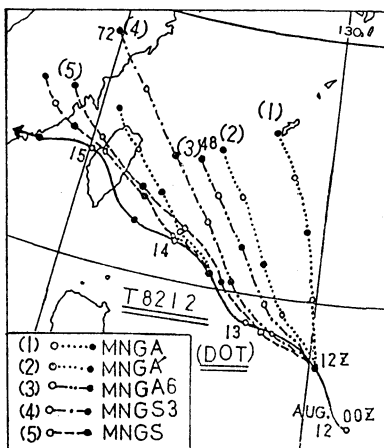 130.
72 (4)
(5)
(1)
(3) 48 (2)
15
14
T8212
13
(DOT)
12Z
AUG. 00Z
12
(1) MNGA
(2) MNGA'
(3) MNGA6
(4) MNGS3
(5) MNGS